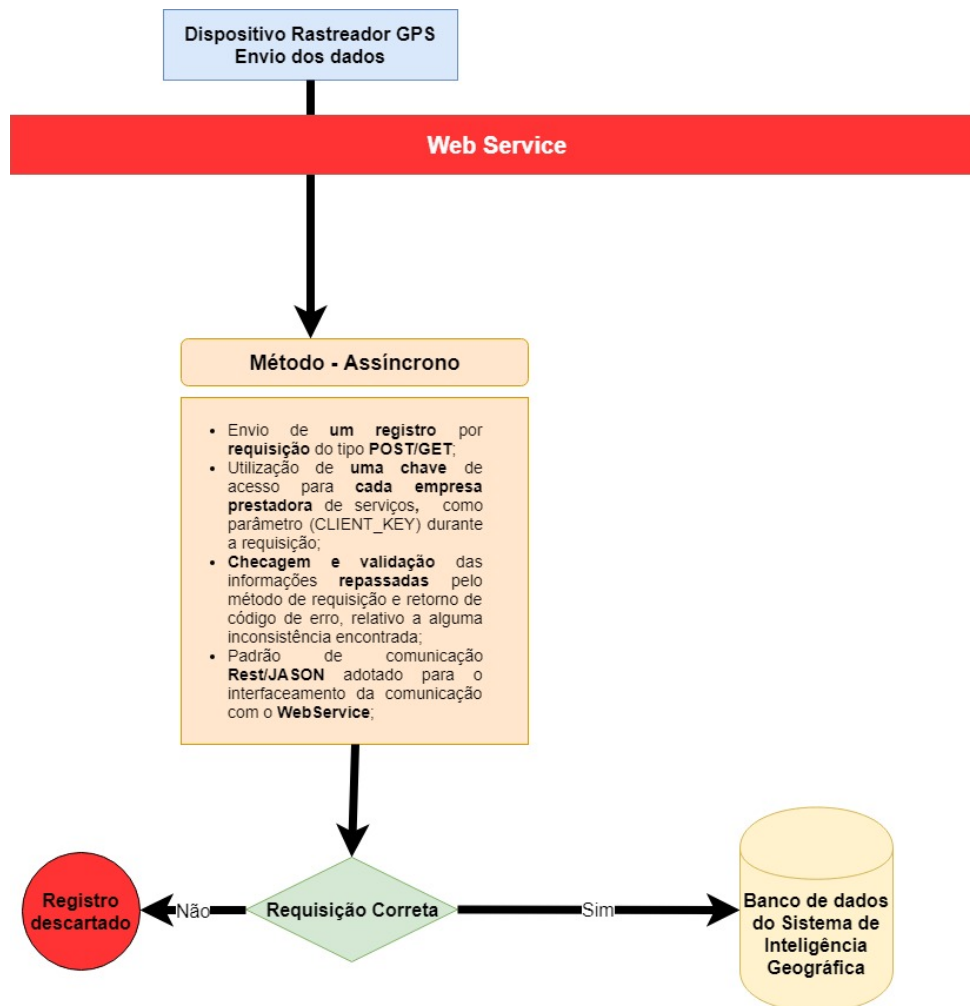 Dispositivo Rastreador GPS
Envio dos dados
Web Service
Método - Assíncrono
• Envio de um registro por
requisição do tipo POST/GET;
• Utilização de uma chave de
acesso para cada empresa
prestadora de serviços, como
parâmetro (CLIENT_KEY) durante
a requisição;
• Checagem e validação das
informações repassadas pelo
método de requisição e retorno de
código de erro, relativo a alguma
inconsistência encontrada;
• Padrão de comunicação
Rest/JASON adotado para o
interfaceamento da comunicação
com o WebService;
Registro
descartado
Não
Requisição Correta
Sim
Banco de dados
do Sistema de
Inteligência
Geográfica